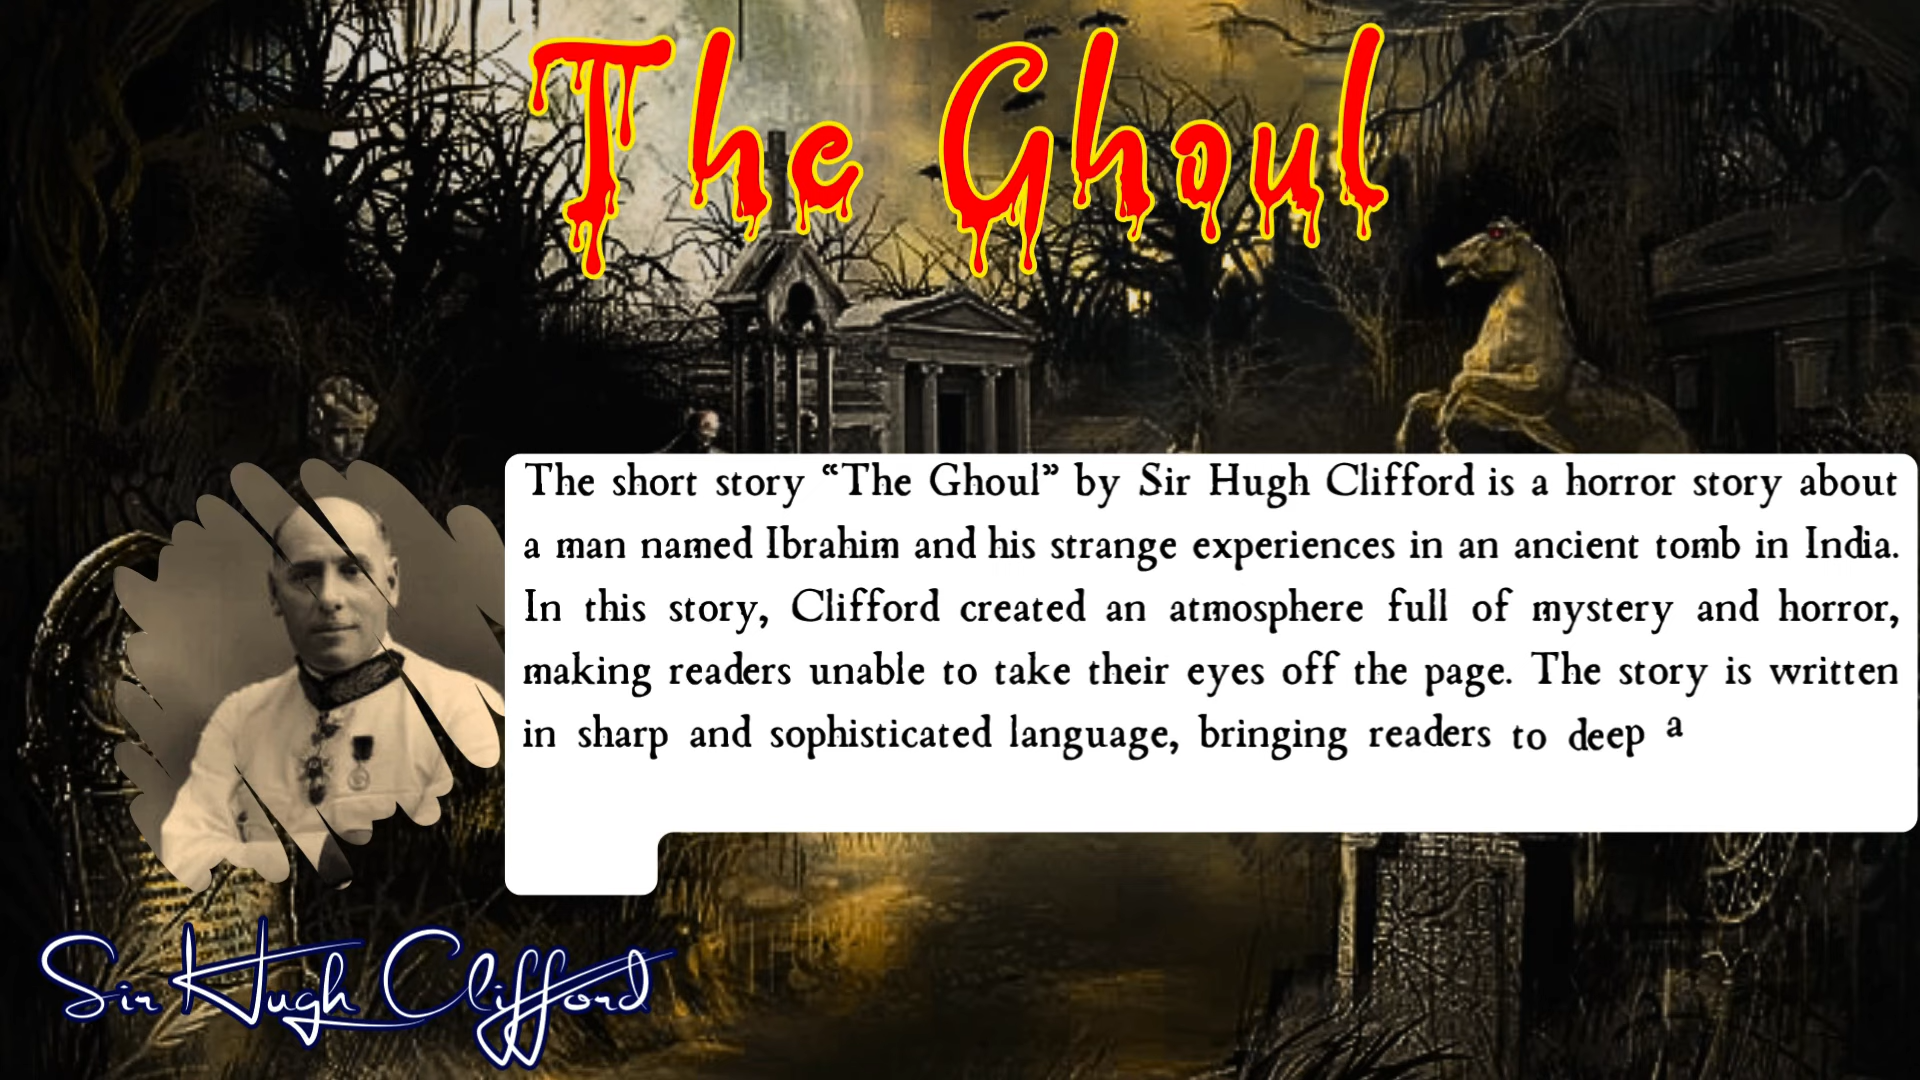 The Ghoul
The short story “The Ghoul” by Sir Hugh Clifford is a horror story about
a man named Ibrahim and his strange experiences in an ancient tomb in India.
In this story, Clifford created an atmosphere full of mystery and horror,
making readers unable to take their eyes off the page. The story is written
in sharp and sophisticated language, bringing readers to deep a
Sir Hugh Clifford